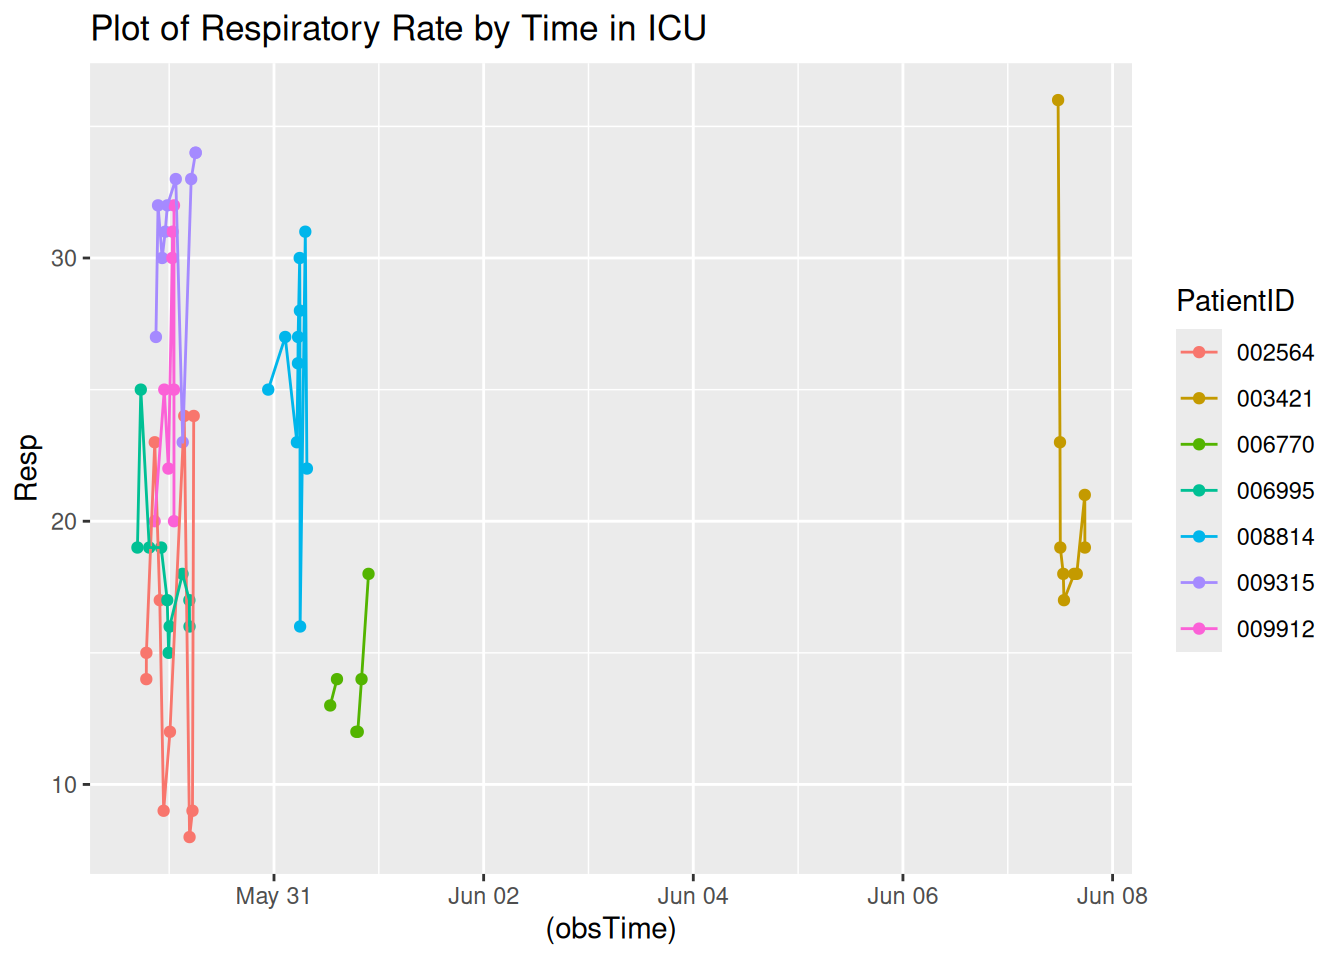 Plot of Respiratory Rate by Time in ICU
Resp
30
20
10
May 31
Jun 02
Jun 04
Jun 06
Jun 08
(obsTime)
PatientID
002564
003421
006770
006995
008814
009315
009912